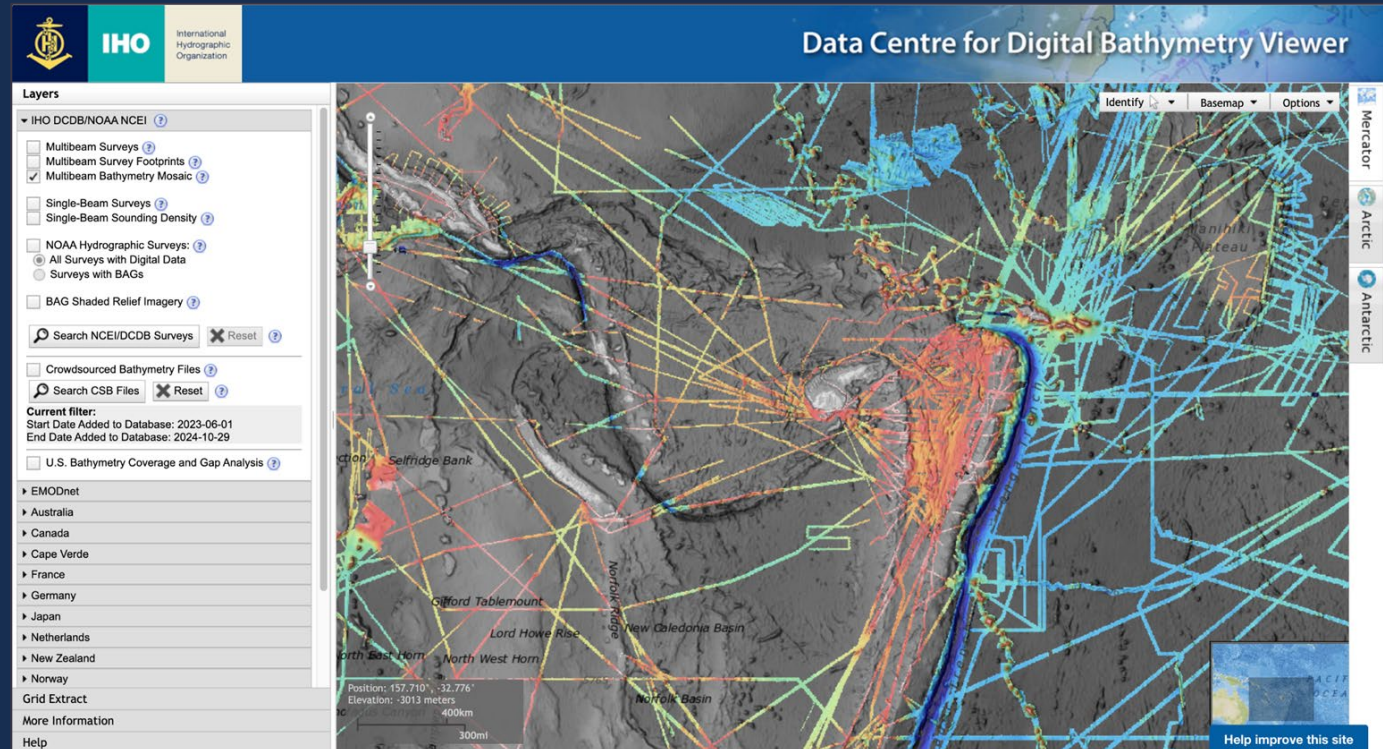 IHO
International
Hydrographic
Organization
Data Centre for Digital Bathymetry Viewer
Layers
IHO DCDB/NOAA NCEI
Multibeam Surveys
Multibeam Survey Footprints
Multibeam Bathymetry Mosaic
Single-Beam Surveys
Single-Beam Sounding Density
NOAA Hydrographic Surveys:
All Surveys with Digital Data
Surveys with BAGs
BAG Shaded Relief Imagery
Search NCEI/DCDB Surveys
Reset
Crowdsourced Bathymetry Files
Search CSB Files
Reset
Current filter:
Start Date Added to Database: 2023-06-01
End Date Added to Database: 2024-10-29
U.S. Bathymetry Coverage and Gap Analysis
EMODnet
Australia
Canada
Cape Verde
France
Germany
Japan
Netherlands
New Zealand
Norway
Grid Extract
More Information
Help
Identify
Basemap
Options
Mercator
Arctic
Antarctic
Plateau
Selfridge Bank
Gifford Tablemount
Norfolk Ridge
Lord Howe Rise
New Caledonia Basin
North West Horn
Norfolk Basin
Position: 157.710°, -32.776°
Elevation: -3013 meters
400km
300mi
Help improve this site